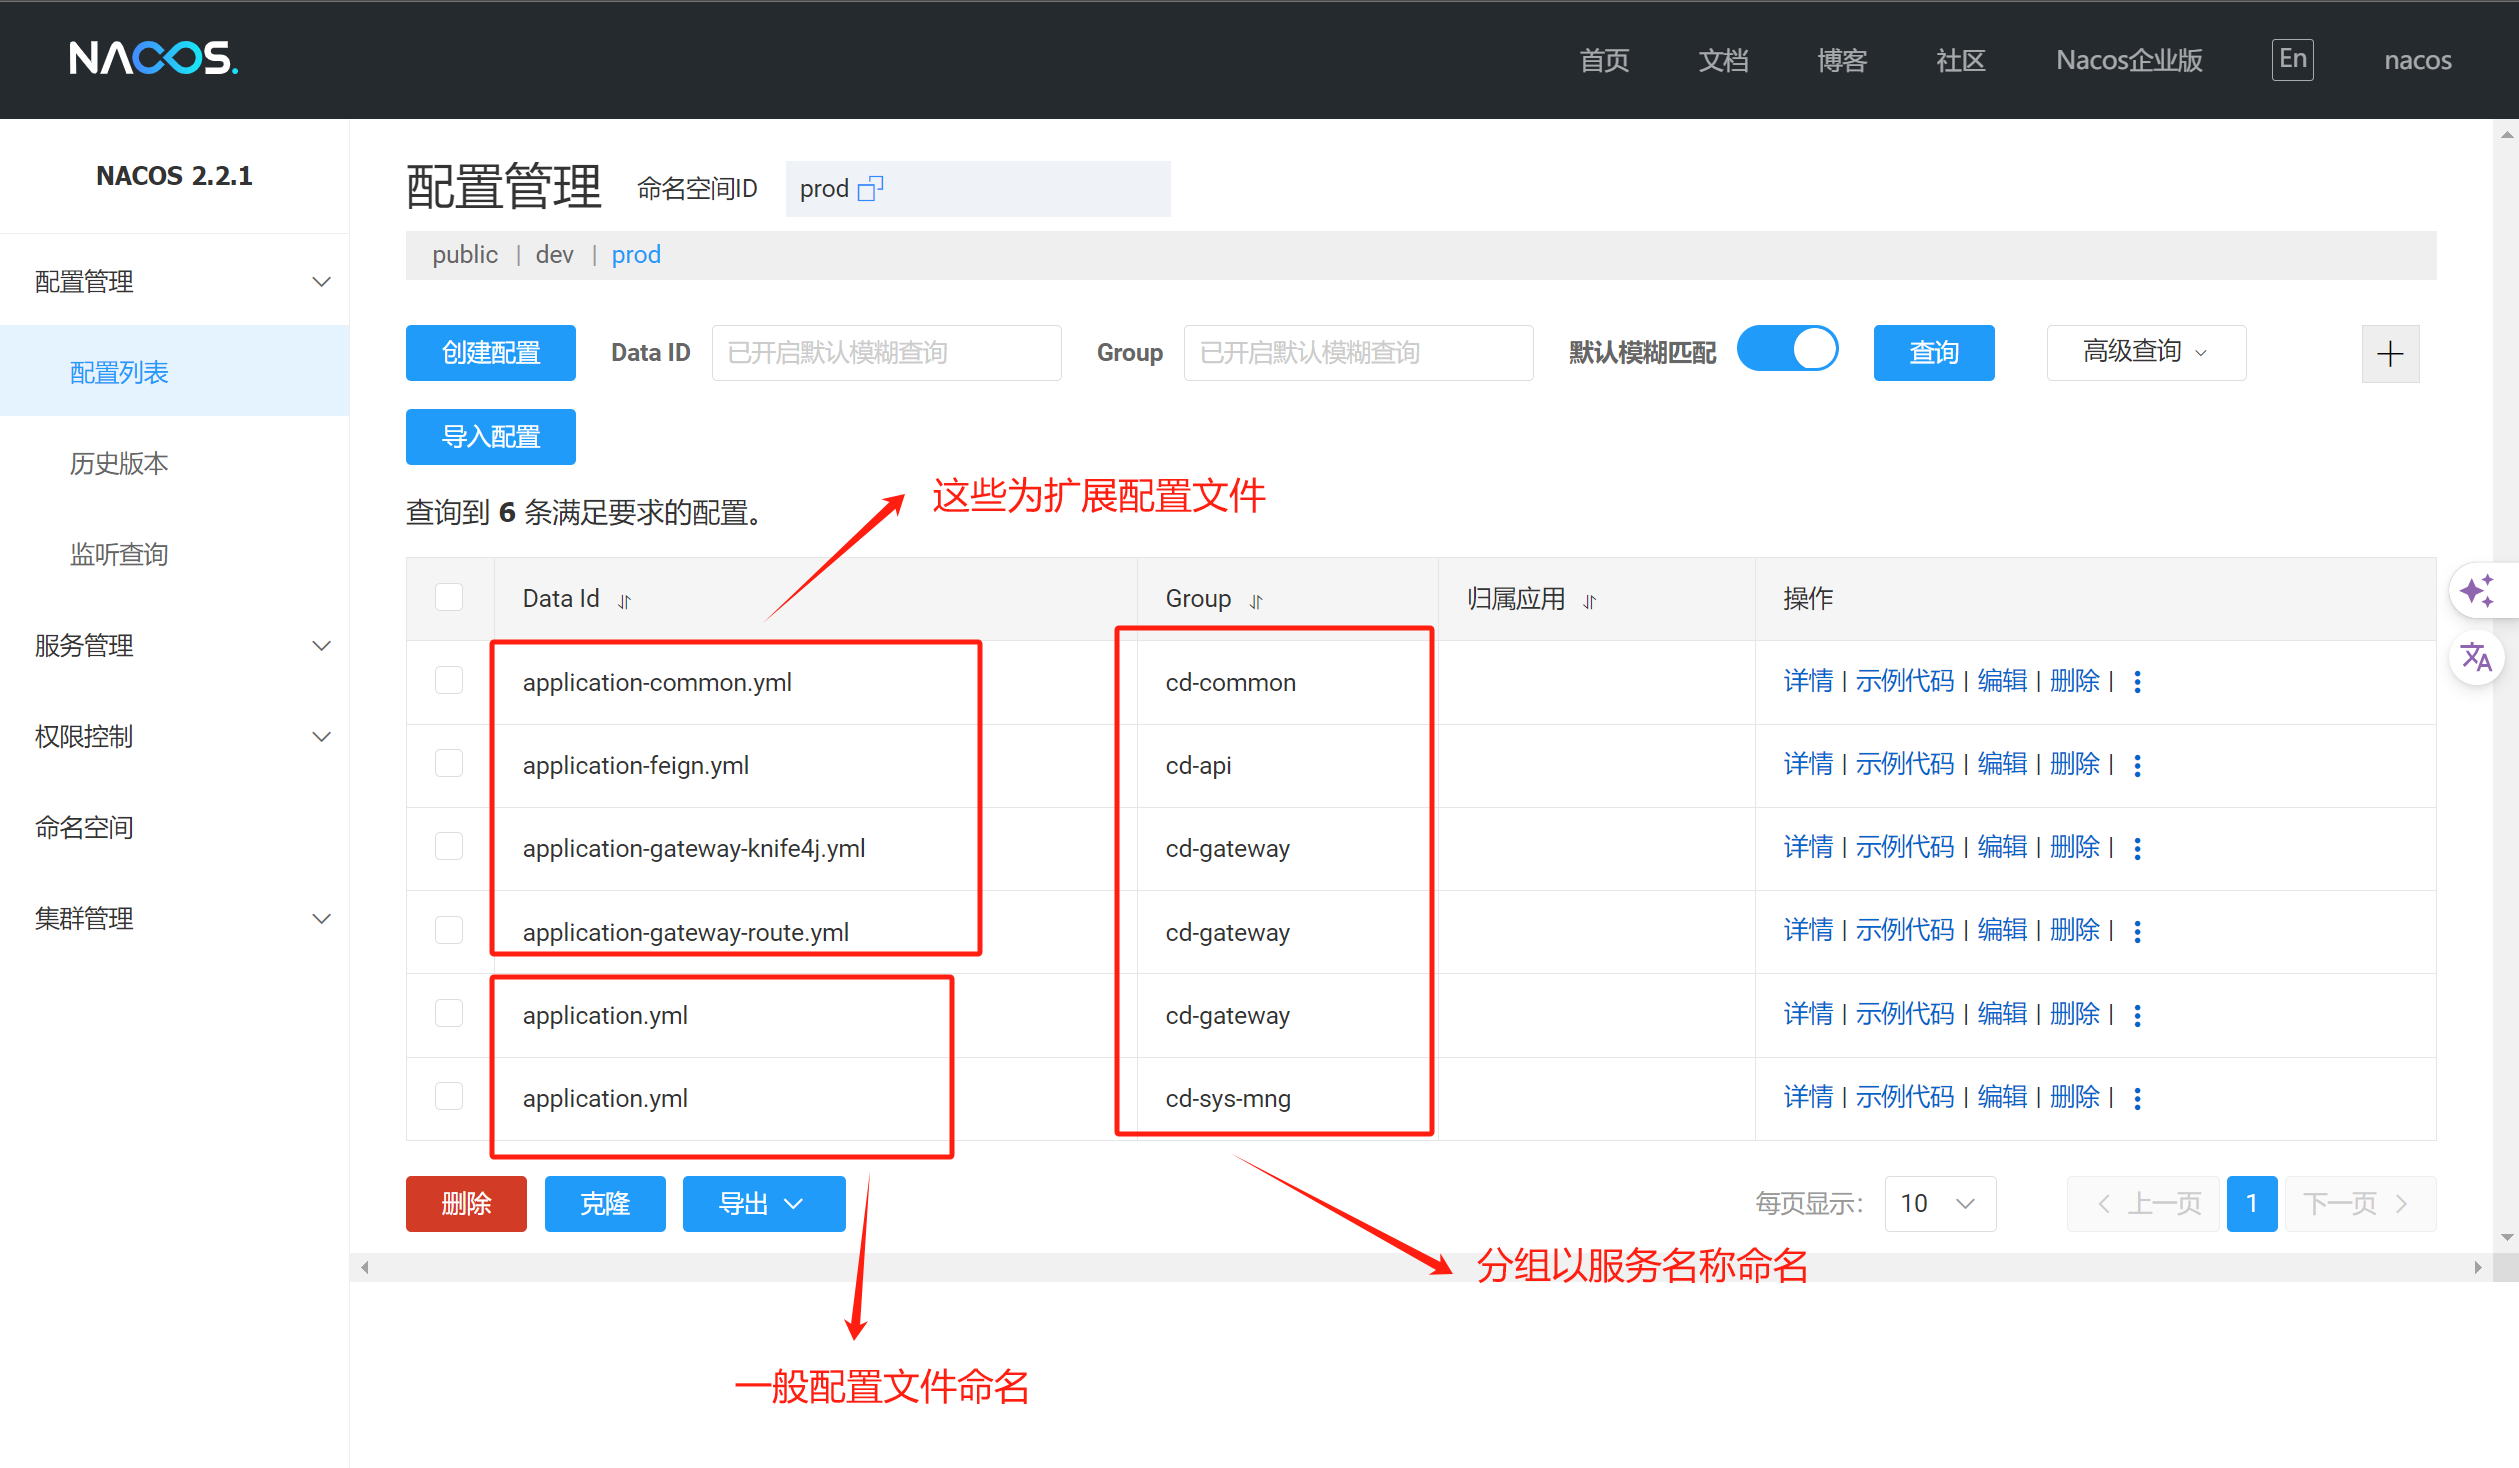 NACOS.
首页 文档 博客 社区 Nacos企业版 En nacos
NACOS 2.2.1
配置管理
配置列表
历史版本
监听查询
服务管理
权限控制
命名空间
集群管理
配置管理 命名空间ID prod
public | dev | prod
创建配置 Data ID 已开启默认模糊查询 Group 已开启默认模糊查询 默认模糊匹配 查询 高级查询
导入配置
这些为扩展配置文件
查询到 6 条满足要求的配置。
Data Id Group 归属应用 操作
application-common.yml cd-common 详情 | 示例代码 | 编辑 | 删除 |
application-feign.yml cd-api 详情 | 示例代码 | 编辑 | 删除 |
application-gateway-knife4j.yml cd-gateway 详情 | 示例代码 | 编辑 | 删除 |
application-gateway-route.yml cd-gateway 详情 | 示例代码 | 编辑 | 删除 |
application.yml cd-gateway 详情 | 示例代码 | 编辑 | 删除 |
application.yml cd-sys-mng 详情 | 示例代码 | 编辑 | 删除 |
删除 克隆 导出 每页显示: 10 上一页 1 下一页
分组以服务名称命名
一般配置文件命名